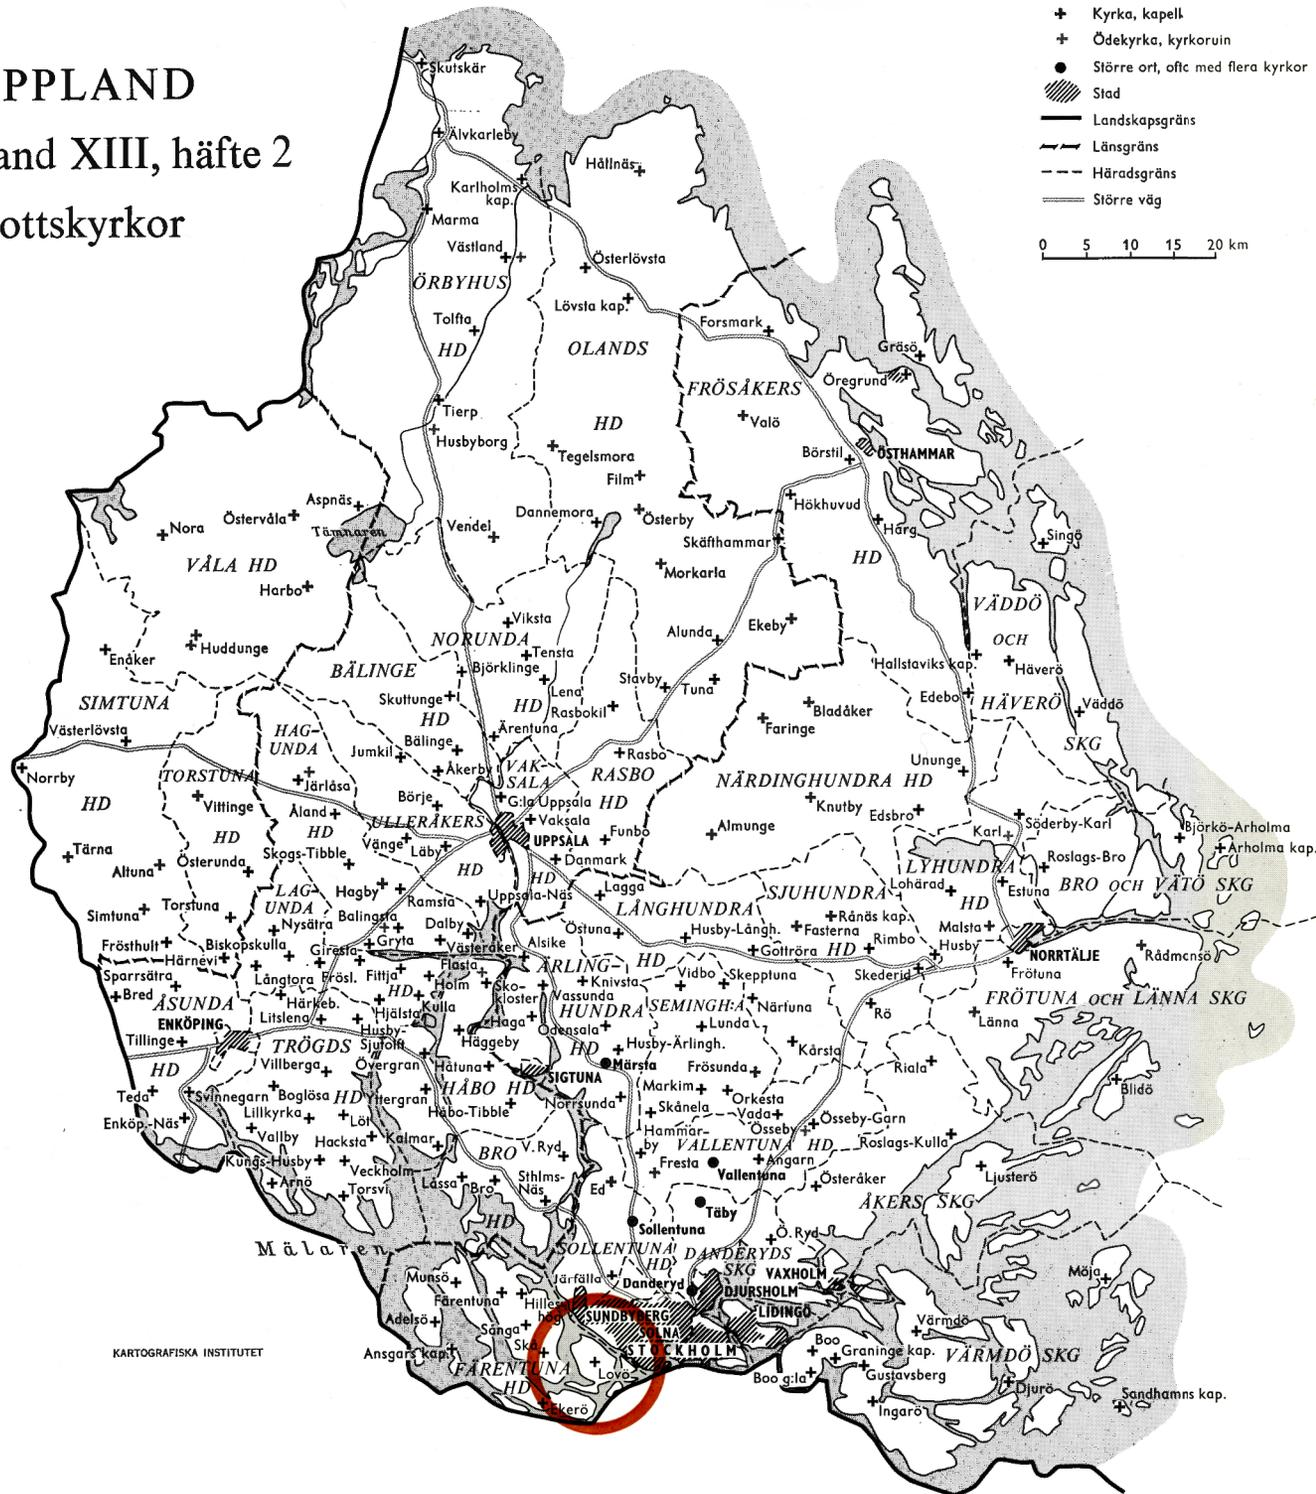 PPLAND
and XIII, häfte 2
ottskyrkor
Kyrka, kapell
Ödekyrka, kyrkoruin
Större ort, ofte med flera kyrkor
Stad
Landskapsgräns
Länsgräns
Häradsgräns
Större väg
0 5 10 15 20 km
Skutskär
Älvkarleby
Hållnäs
Karlholms
kap.
Marma
Västland
Österlövsta
ÖRBYHUS
Lövsta kap.
Tolfta
Forsmark
HD
OLANDS
Gräsö
Öregrund
FRÖSÅKERS
Tierp
HD
Valö
Husbyborg
Börstil
ÖSTHAMMAR
Tegelsmora
Film
Aspnäs
Hökhuvud
Östervåla
Dannemora
Österby
Nora
Tämnaren
Vendel
Harg
Skäfthammar
Singö
VÅLA HD
HD
Morkarla
Harbo
VÄDDÖ
Viksta
Ekeby
NORUNDA
Alunda
OCH
Huddunge
Tensta
Enåker
Björklinge
Hallstaviks kap.
Häverö
BÄLINGE
Lena
Stavby
Tuna
Skuttunge
Edebo
SIMTUNA
HD
Rasbokil
Bladåker
HÄVERÖ
Väddö
HD
Faringe
Västerlövsta
HAG-
UNDA
Ärentuna
Bälinge
SKG
Jumkil
Rasbo
Ununge
Norrby
Åkerby
VAK-
SALA
TORSTUNA
RASBO
NÄRDINGHUNDRA HD
Järlåsa
HD
Vittinge
Börje
G:la Uppsala
HD
Knutby
Edsbro
Åland
ULLERÅKERS
Vaksala
Söderby-Karl
Björkö-Arholma
HD
HD
UPPSALA
Funbo
Almunge
Karl
Vänge
Arholma kap.
Tärna
Skogs-Tibble
Läby
Danmark
Roslags-Bro
Österunda
LYHUNDRA
Altuna
HD
HD
Lohärad
BRO OCH VÄTÖ SKG
Hagby
Lagga
SJUHUNDRA
Estuna
LAG-
UNDA
Ramsta
Uppsala-Näs
HD
Torstuna
LÅNGHUNDRA
Simtuna
Balingsta
Rånäs kap.
Nysätra
Dalby
Östuna
Fasterna
Malsta
Frösthult
Biskopskulla
Gryta
Husby-Långh.
Rimbo
Husby
Giresta
Västeråker
Alsike
Gottröra
HD
NORRTÄLJE
Härnevi
Rådmansö
Sparrsätra
Långtora
Frösl.
Fittja
Flasta
ÄRLING-
HD
Vidbo
Skepptuna
Skederid
Frötuna
Bred
Holm
Sko-
kloster
Knivsta
ÅSUNDA
Härkeb.
HD
Vassunda
SEMINGH:A
Närtuna
FRÖTUNA OCH LÄNNA SKG
Hjälsta
Kulla
HUNDRA
Rö
Länna
ENKÖPING
Litslena
Husby-
Sjutolft
Haga
Odensala
Lunda
Tillinge
TRÖGDS
Häggeby
HD
Husby-Ärlingh.
Kårsta
HD
Villberga
Övergran
Håtuna
Märsta
Frösunda
Riala
SIGTUNA
Teda
Svinnegarn
Boglösa
HD
Yttergran
HÅBO HD
Markim
Orkesta
Blidö
Lillkyrka
Löt
Håbo-Tibble
Norrsunda
Skånela
Vada
Össeby-Garn
Enköp.-Näs
Vallby
Hacksta
Kalmar
Hammar-
by
Össeby
VALLENTUNA HD
Roslags-Kulla
Kungs-Husby
Veckholm
BRO
V.Ryd
Fresta
Vallentuna
Angarn
Ljusterö
Arnö
Torsvi
Låssa
Bro
Sthlms-
Näs
Ed
Österåker
Täby
ÅKERS SKG
HD
Sollentuna
Ö.Ryd
Mälaren
SOLLENTUNA
HD
DANDERYDS
SKG
VAXHOLM
Munsö
Järfälla
Danderyd
DJURSHOLM
Möja
Färentuna
Hillesög
hög
LIDINGÖ
SUNDBYBERG
Adelsö
Sånga
SOLNA
Värmdö
Boo
Skå
STOCKHOLM
Ansgars kap.
Graninge kap.
VÄRMDÖ SKG
KARTOGRAFISKA INSTITUTET
FÄRENTUNA
HD
Lovö
Boo g:la
Gustavsberg
Djurö
Sandhamns kap.
Ekerö
Ingarö